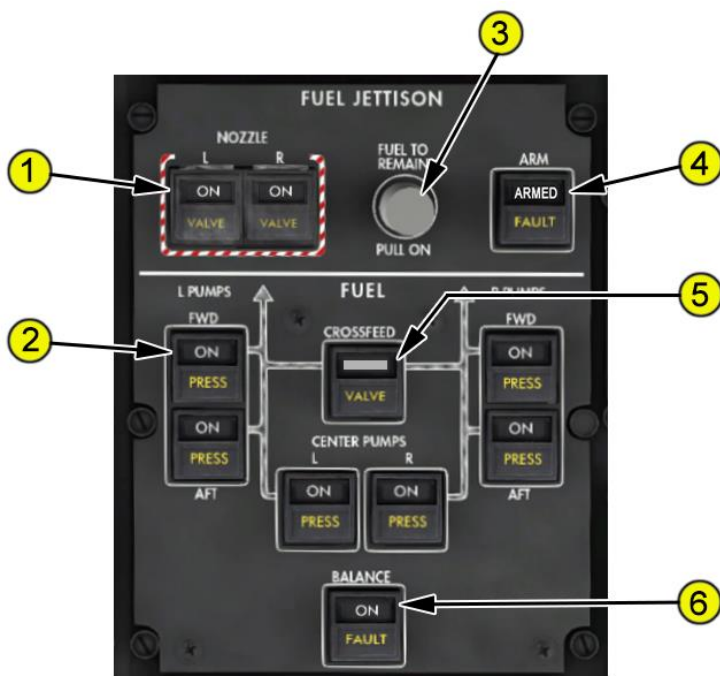 3
FUEL JETTISON
NOZZLE
L R
FUEL TO
REMAIN
ARM
4
1
ON ON
ARMED
VALVE VALVE
FAULT
PULL ON
L PUMPS
FUEL
PUMPS
5
FWD
FWD
CROSSFEED
2
ON
ON
PRESS
VALVE
PRESS
ON
CENTER PUMPS
ON
PRESS
L R
PRESS
AFT
ON ON
AFT
PRESS PRESS
BALANCE
ON
6
FAULT